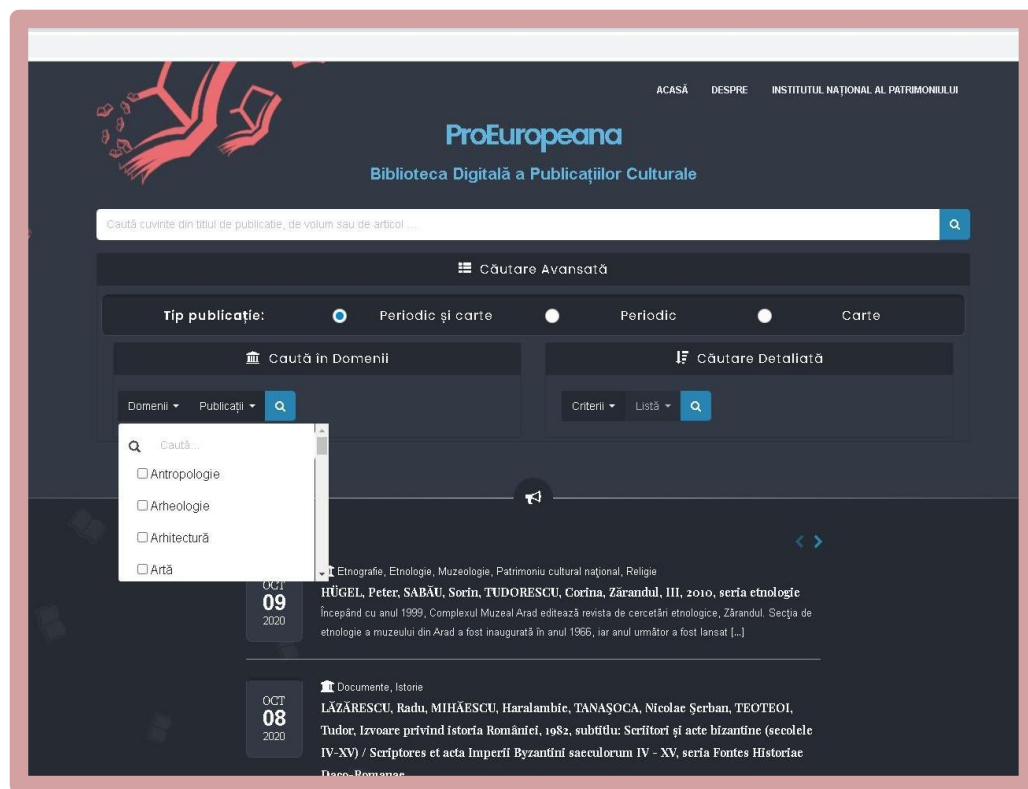 ACASĂ DESPRE INSTITUTUL NAȚIONAL AL PATRIMONIULUI
ProEuropeana
Biblioteca Digitală a Publicațiilor Culturale
Caută cuvinte din titlul de publicatie, de volum sau de articol ...
Căutare Avansată
Tip publicație: Periodic și carte Periodic Carte
Caută în Domenii
Căutare Detaliată
Domenii Publicații
Criterii Listă
Caută...
Antropologie
Arheologie
Arhitectură
Artă
OCT
09
2020
Etnografie, Etnologie, Muzeologie, Patrimoniu cultural național, Religie
HÜGEL, Peter, SABĂU, Sorin, TUDORESCU, Corina, Zărandul, III, 2010, seria etnologie
Începând cu anul 1999, Complexul Muzeal Arad editează revista de cercetări etnologice, Zărandul. Secția de
etnologie a muzeului din Arad a fost inaugurată în anul 1966, iar anul următor a fost lansat [...]
OCT
08
2020
Documente, Istorie
LĂZĂRESCU, Radu, MIHĂESCU, Haralambie, TANAȘOCA, Nicolae Șerban, TEOTEOI,
Tudor, Izvoare privind istoria României, 1982, subtitlu: Scriitori și acte bizantine (secolele
IV-XV) / Scriptores et acta Imperii Byzantini saeculorum IV - XV, seria Fontes Historiae
Daco-Romanae